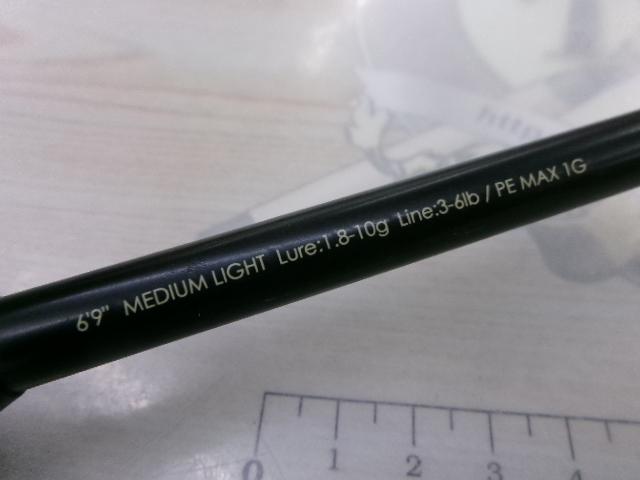 6'9" MEDIUM LIGHT Lure:1.8-10g Line:3-6lb / PE MAX 1G
http
0 1 2 3 4